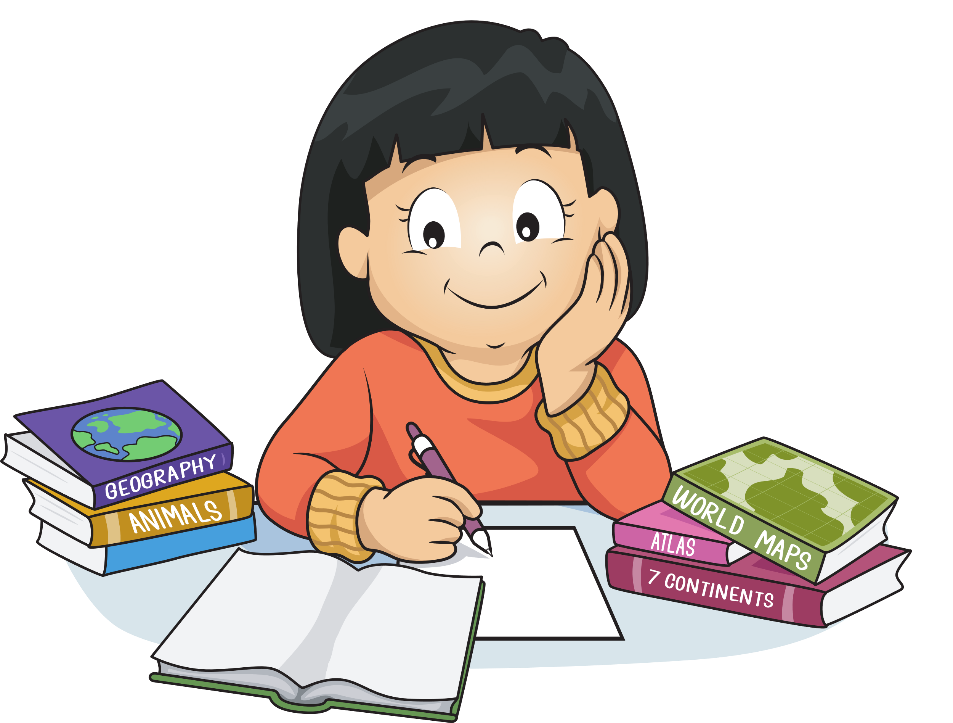 GEOGRAPHY
ANIMALS
WORLD MAPS
ATLAS
7 CONTINENTS